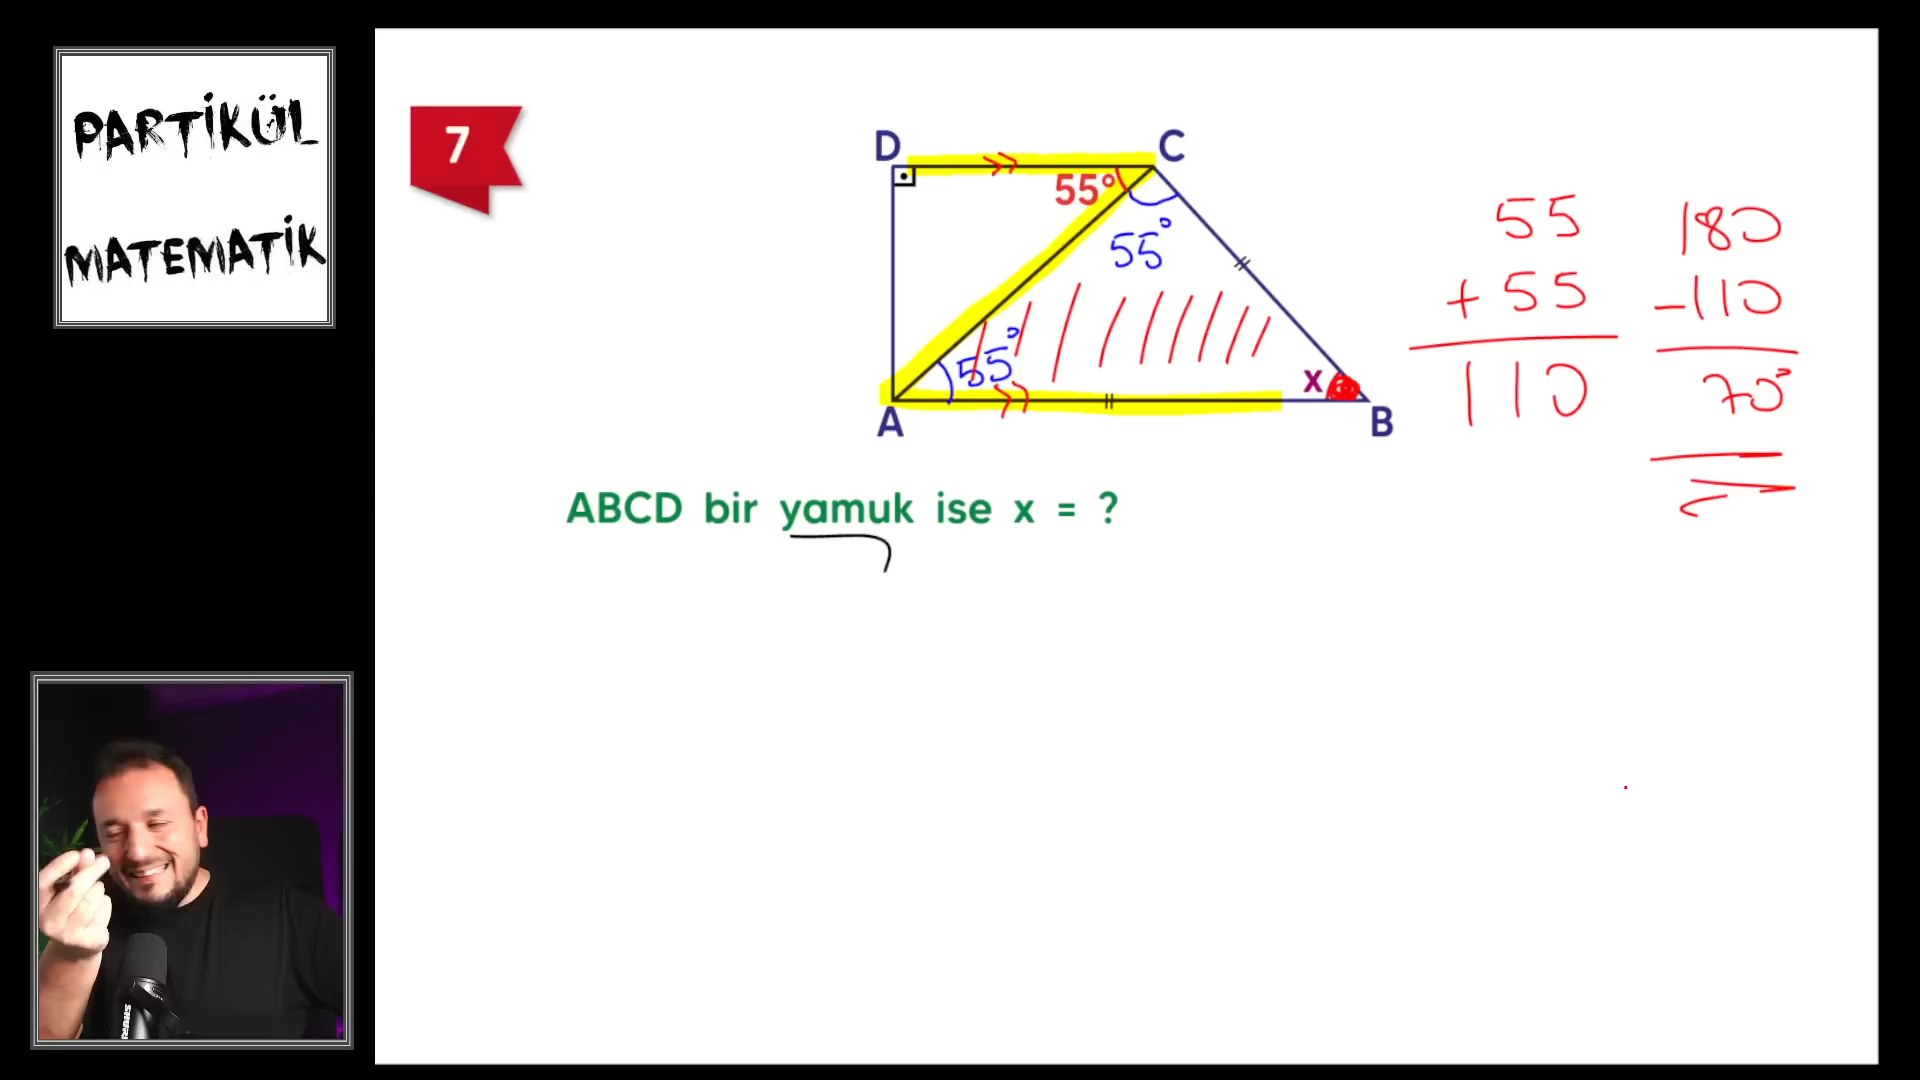 PARTİKÜL
MATEMATİK
7
D
C
55°
55°
55°
x
A
B
55
+ 55
110
180
-110
70°
ABCD bir yamuk ise x = ?